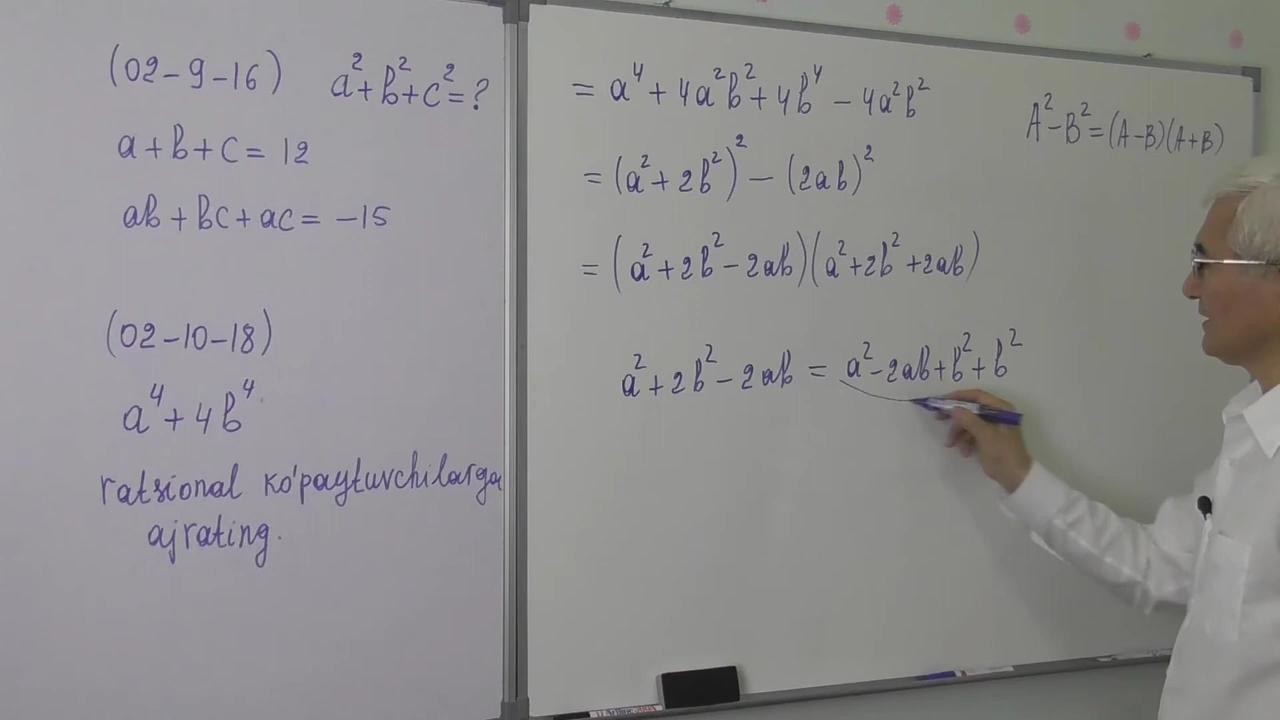 (02-9-16) a²+b²+c²=?
a+b+c=12
ab+bc+ac=-15
(02-10-18)
a⁴+4b⁴
ratsional ko'paytuvchilarga
ajrating.
= a⁴+4a²b²+4b⁴-4a²b²
= (a²+2b²)²-(2ab)²
= (a²+2b²-2ab)(a²+2b²+2ab)
a²+2b²-2ab = a²-2ab+b²+b²
A²-B²=(A-B)(A+B)